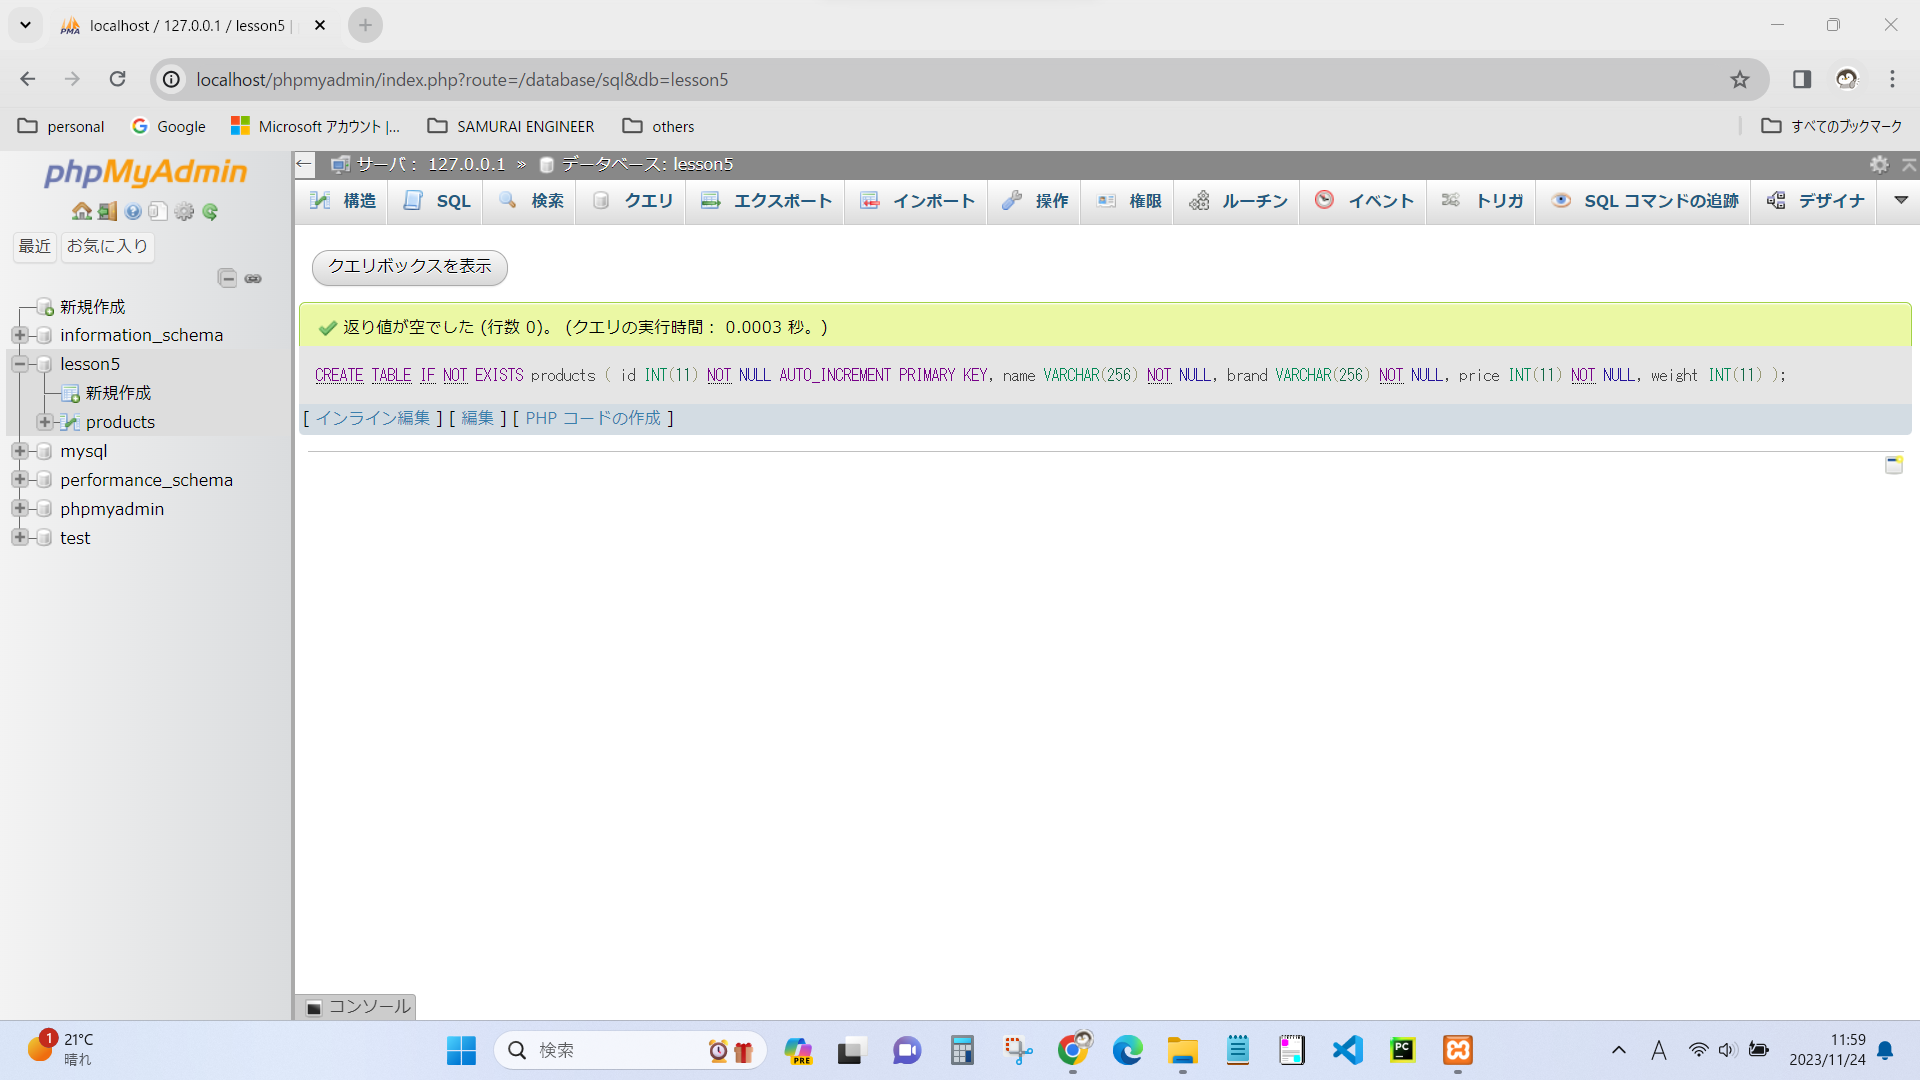 localhost / 127.0.0.1 / lesson5 |
localhost/phpmyadmin/index.php?route=/database/sql&db=lesson5
personal Google Microsoft アカウント |... SAMURAI ENGINEER others すべてのブックマーク
phpMyAdmin
最近 お気に入り
新規作成
information_schema
lesson5
新規作成
products
mysql
performance_schema
phpmyadmin
test
サーバ： 127.0.0.1 » データベース: lesson5
構造 SQL 検索 クエリ エクスポート インポート 操作 権限 ルーチン イベント トリガ SQL コマンドの追跡 デザイナ
クエリボックスを表示
返り値が空でした (行数 0)。 (クエリの実行時間： 0.0003 秒。)
CREATE TABLE IF NOT EXISTS products ( id INT(11) NOT NULL AUTO_INCREMENT PRIMARY KEY, name VARCHAR(256) NOT NULL, brand VARCHAR(256) NOT NULL, price INT(11) NOT NULL, weight INT(11) );
[ インライン編集 ] [ 編集 ] [ PHP コードの作成 ]
コンソール
1 21°C
晴れ
検索
PRE
PC
A
11:59
2023/11/24